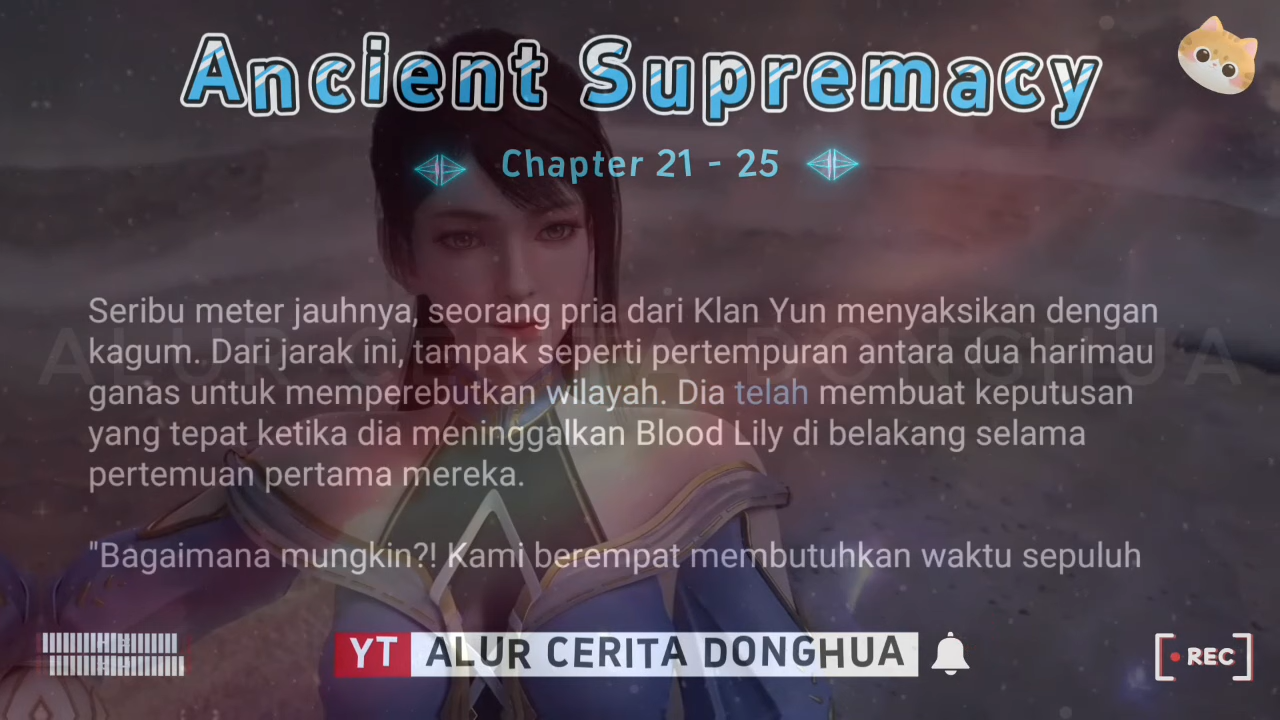 Ancient Supremacy
Chapter 21 - 25
Seribu meter jauhnya, seorang pria dari Klan Yun menyaksikan dengan
kagum. Dari jarak ini, tampak seperti pertempuran antara dua harimau
ganas untuk memperebutkan wilayah. Dia telah membuat keputusan
yang tepat ketika dia meninggalkan Blood Lily di belakang selama
pertemuan pertama mereka.
"Bagaimana mungkin?! Kami berempat membutuhkan waktu sepuluh
ALUR CERITA DONGHUA
YT ALUR CERITA DONGHUA
REC